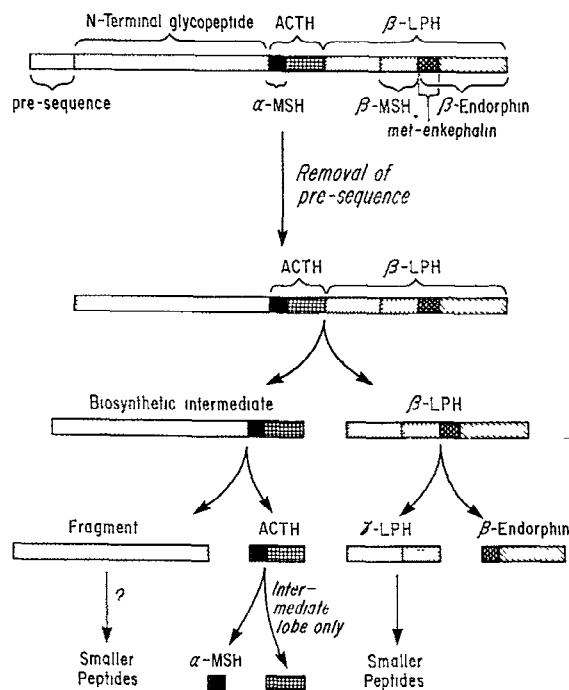 N-Terminal glycopeptide
ACTH
β-LPH
pre-sequence
α-MSH
β-MSH
β-Endorphin
met-enkephalin
Removal of
pre-sequence
ACTH
β-LPH
Biosynthetic intermediate
β-LPH
Fragment
ACTH
γ-LPH
β-Endorphin
?
Inter-
mediate
lobe only
Smaller
Peptides
α-MSH
Smaller
Peptides